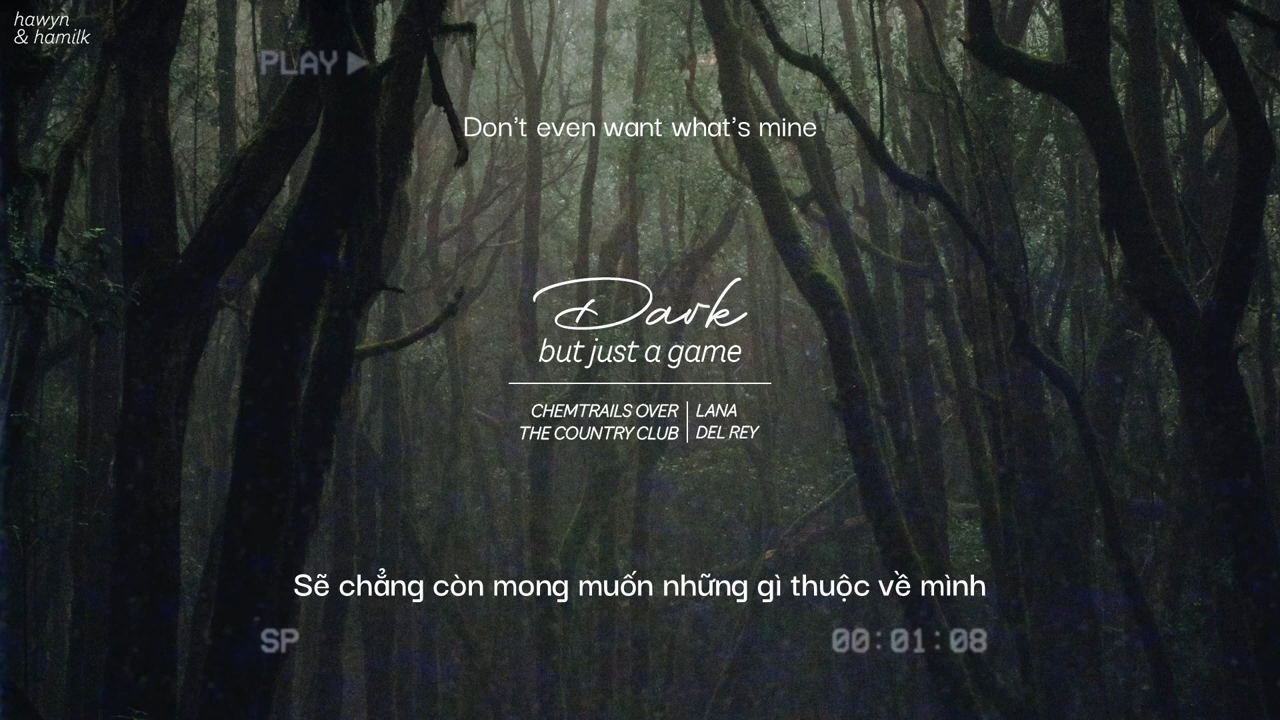 hawyn
& hamilk
PLAY ▶
Don't even want what's mine
Dark
but just a game
CHEMTRAILS OVER
THE COUNTRY CLUB
LANA
DEL REY
Sẽ chẳng còn mong muốn những gì thuộc về mình
SP
00:01:08